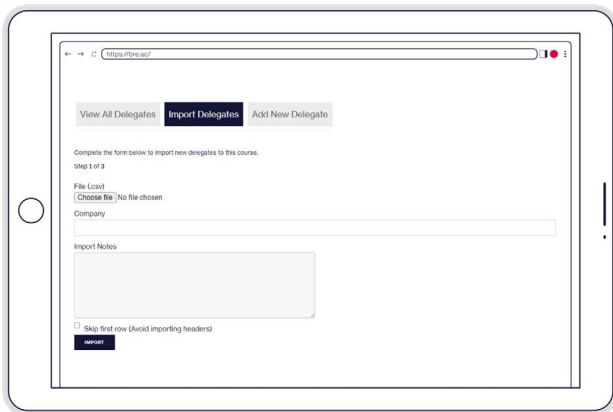 https://bre.ac/
View All Delegates Import Delegates Add New Delegate
Complete the form below to import new delegates to this course.
Step 1 of 3
File (.csv)
Choose file No file chosen
Company
Import Notes
Skip first row (Avoid importing headers)
IMPORT